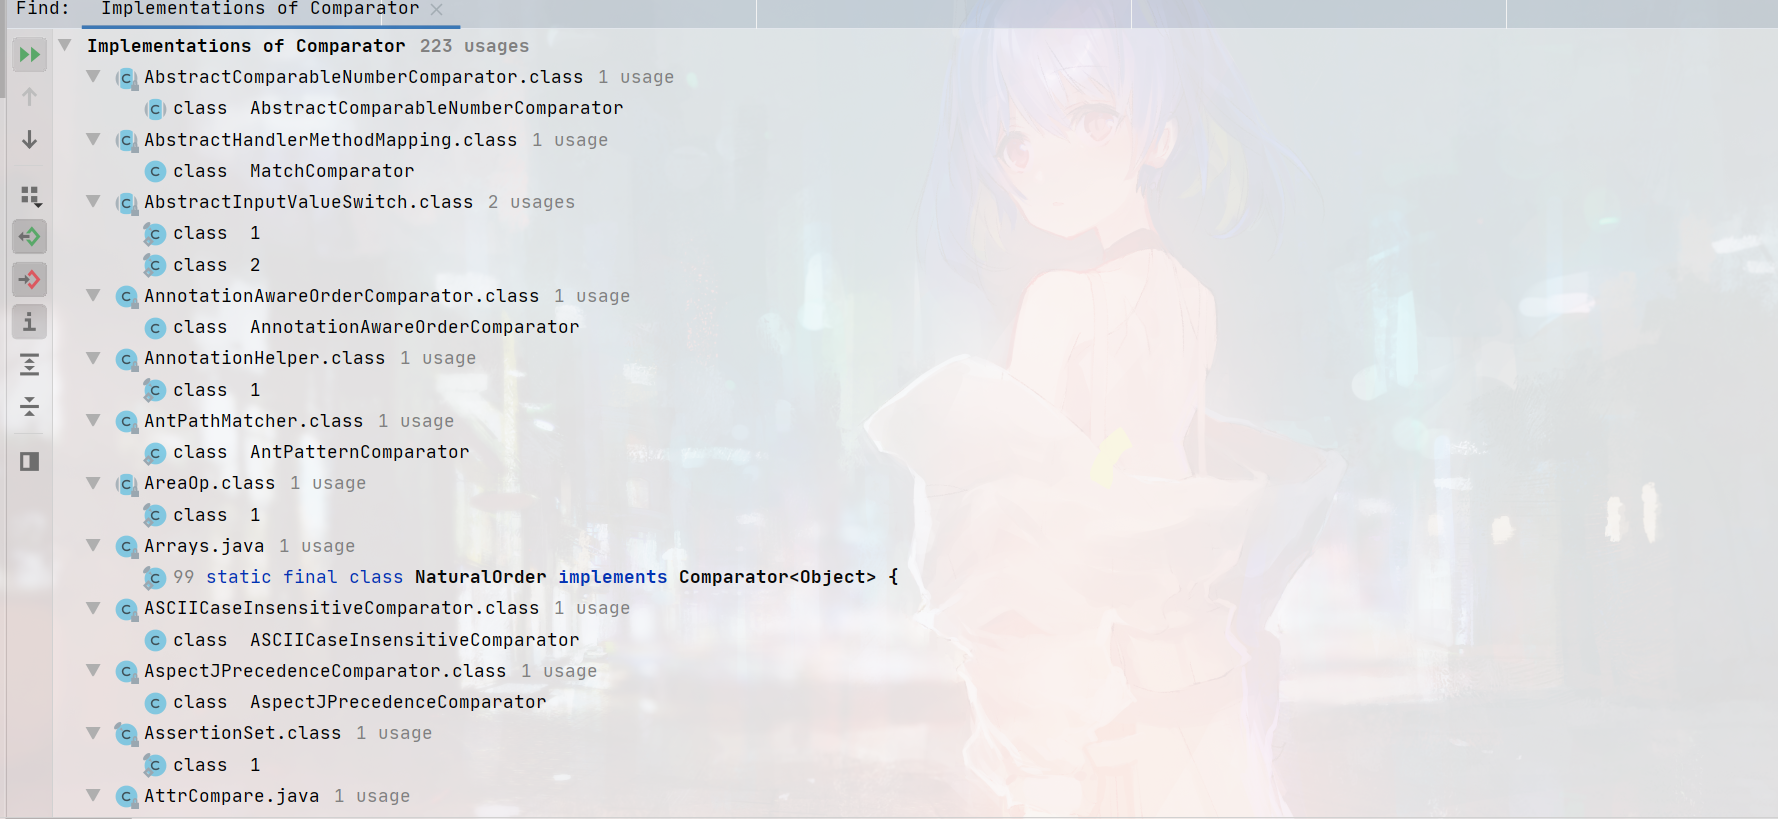 Find: Implementations of Comparator
Implementations of Comparator 223 usages
AbstractComparableNumberComparator.class 1 usage
class AbstractComparableNumberComparator
AbstractHandlerMethodMapping.class 1 usage
class MatchComparator
AbstractInputValueSwitch.class 2 usages
class 1
class 2
AnnotationAwareOrderComparator.class 1 usage
class AnnotationAwareOrderComparator
AnnotationHelper.class 1 usage
class 1
AntPathMatcher.class 1 usage
class AntPatternComparator
AreaOp.class 1 usage
class 1
Arrays.java 1 usage
99 static final class NaturalOrder implements Comparator<Object> {
ASCIICaseInsensitiveComparator.class 1 usage
class ASCIICaseInsensitiveComparator
AspectJPrecedenceComparator.class 1 usage
class AspectJPrecedenceComparator
AssertionSet.class 1 usage
class 1
AttrCompare.java 1 usage